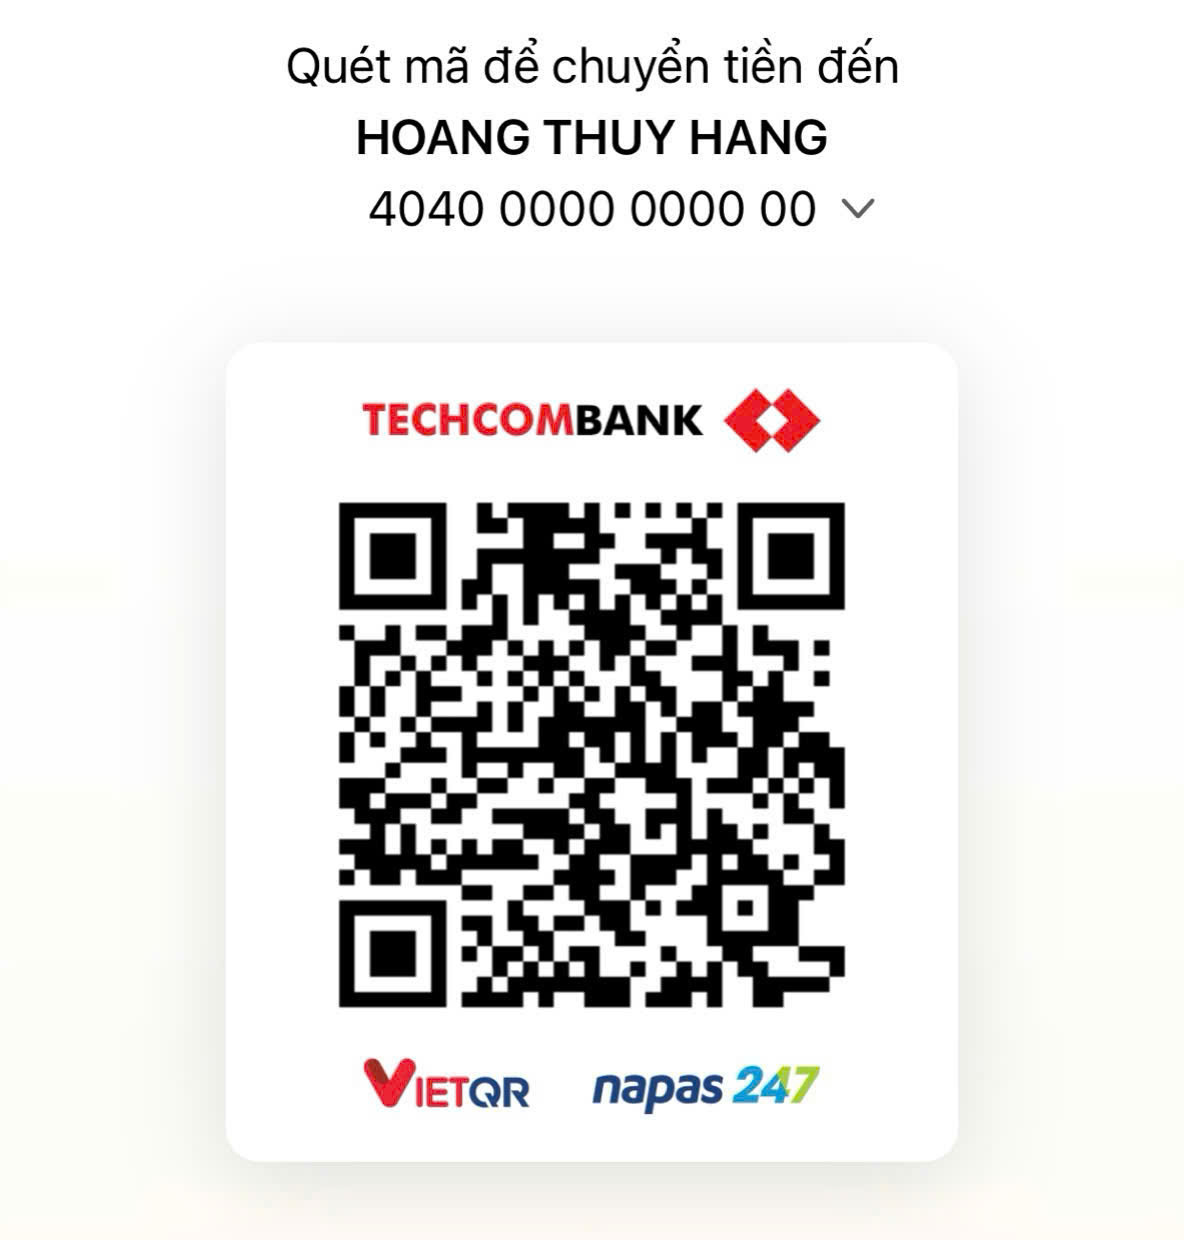 Quét mã để chuyển tiền đến
HOANG THUY HANG
4040 0000 0000 00
TECHCOMBANK
VIETQR napas 247